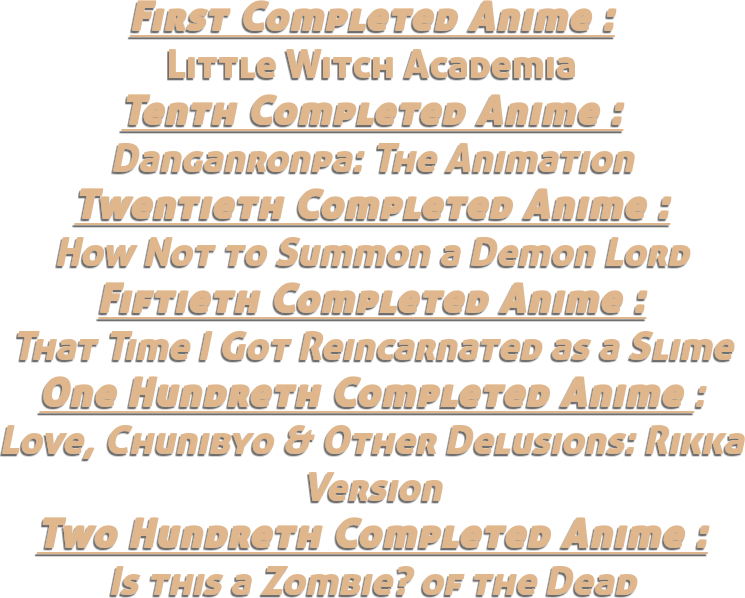 First Completed Anime :
Little Witch Academia
Tenth Completed Anime :
Danganronpa: The Animation
Twentieth Completed Anime :
How Not to Summon a Demon Lord
Fiftieth Completed Anime :
That Time I Got Reincarnated as a Slime
One Hundreth Completed Anime :
Love, Chunibyo & Other Delusions: Rikka
Version
Two Hundreth Completed Anime :
Is this a Zombie? of the Dead